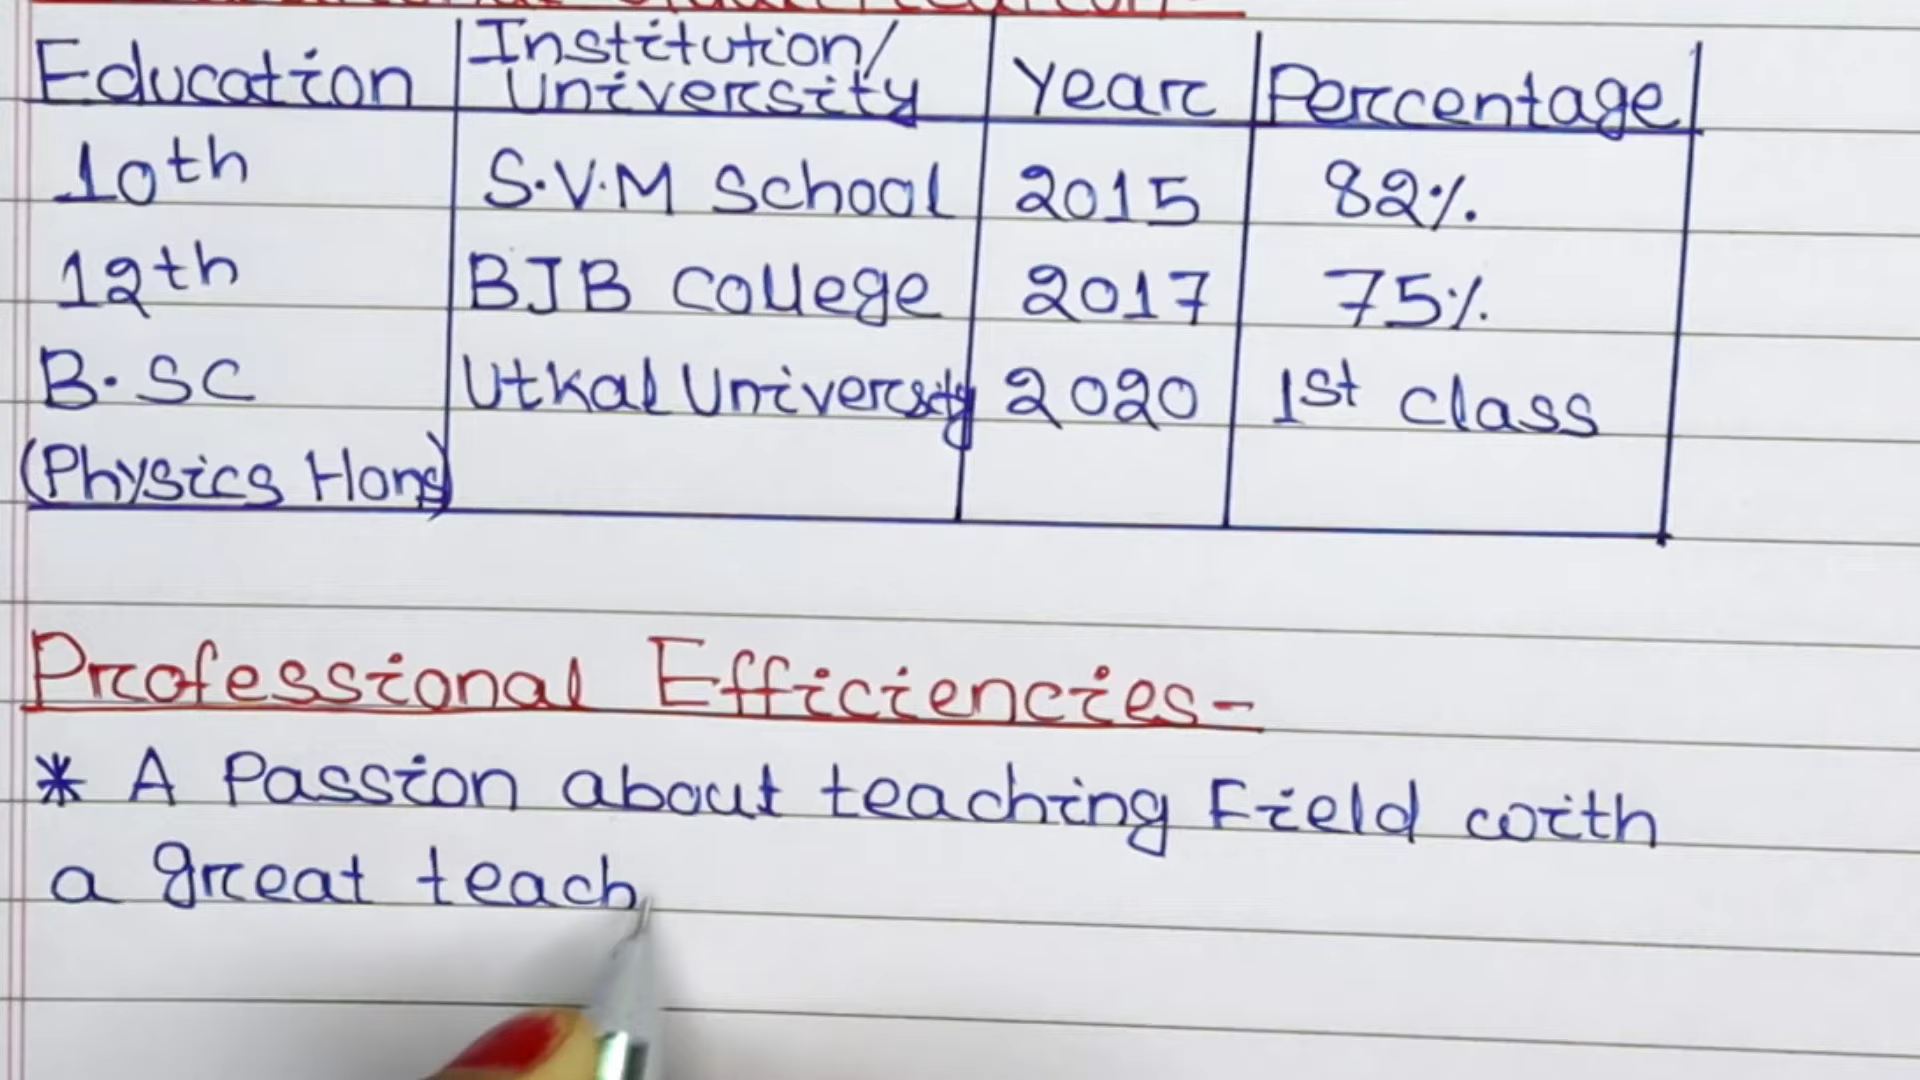 Education Institution/ University Year Percentage
10th S.V.M School 2015 82%.
12th BJB College 2017 75%.
B.SC Utkal University 2020 1st class
(Physics Hons)
Professional Efficiencies-
* A Passion about teaching Field with
a great teach